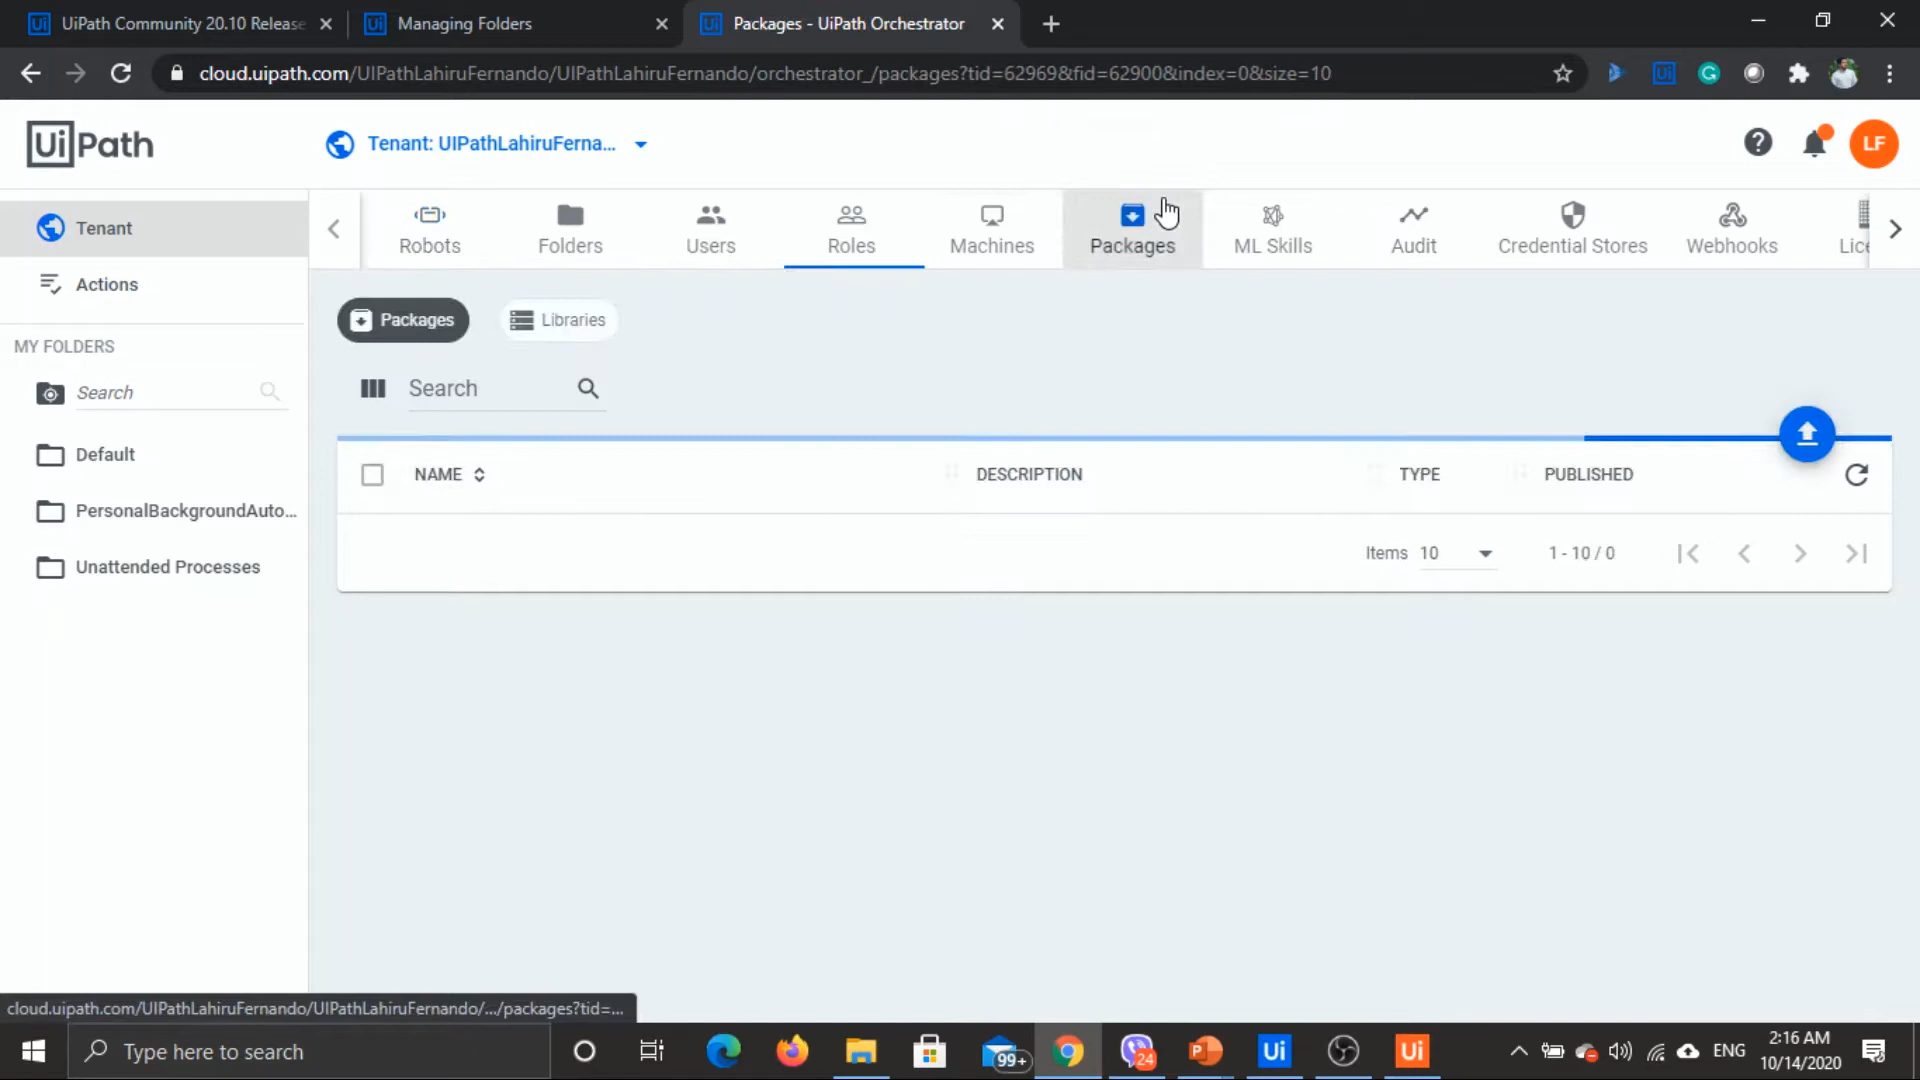 UiPath Community 20.10 Release
Managing Folders
Packages - UiPath Orchestrator
cloud.uipath.com/UIPathLahiruFernando/UIPathLahiruFernando/orchestrator_/packages?tid=62969&fid=62900&index=0&size=10
UiPath
Tenant: UIPathLahiruFerna...
LF
Tenant
Actions
MY FOLDERS
Search
Default
PersonalBackgroundAuto...
Unattended Processes
Robots
Folders
Users
Roles
Machines
Packages
ML Skills
Audit
Credential Stores
Webhooks
Lice
Packages
Libraries
Search
NAME
DESCRIPTION
TYPE
PUBLISHED
Items 10
1 - 10 / 0
cloud.uipath.com/UIPathLahiruFernando/UIPathLahiruFernando/.../packages?tid=...
Type here to search
99+
24
Ui
Ui
ENG
2:16 AM
10/14/2020